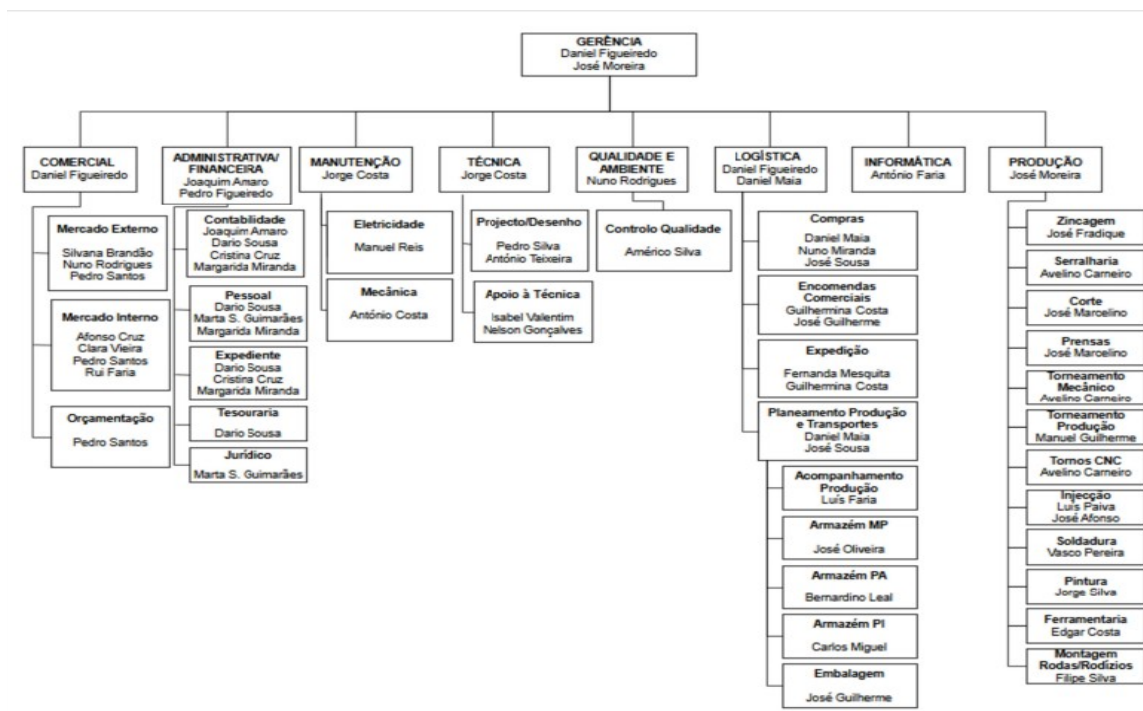 GERÊNCIA
Daniel Figueiredo
José Moreira
COMERCIAL
Daniel Figueiredo
Mercado Externo
Silvana Brandão
Nuno Rodrigues
Pedro Santos
Mercado Interno
Afonso Cruz
Clara Vieira
Pedro Santos
Rui Faria
Orçamentação
Pedro Santos
ADMINISTRATIVA/
FINANCEIRA
Joaquim Amaro
Pedro Figueiredo
Contabilidade
Joaquim Amaro
Dario Sousa
Cristina Cruz
Margarida Miranda
Pessoal
Dario Sousa
Marta S. Guimarães
Margarida Miranda
Expediente
Dario Sousa
Cristina Cruz
Margarida Miranda
Tesouraria
Dario Sousa
Jurídico
Marta S. Guimarães
MANUTENÇÃO
Jorge Costa
Eletricidade
Manuel Reis
Mecânica
António Costa
TÉCNICA
Jorge Costa
Projecto/Desenho
Pedro Silva
António Teixeira
Apoio à Técnica
Isabel Valentim
Nelson Gonçalves
QUALIDADE E
AMBIENTE
Nuno Rodrigues
Controlo Qualidade
Américo Silva
LOGÍSTICA
Daniel Figueiredo
Daniel Maia
Compras
Daniel Maia
Nuno Miranda
José Sousa
Encomendas
Comerciais
Guilhermina Costa
José Guilherme
Expedição
Fernanda Mesquita
Guilhermina Costa
Planeamento Produção
e Transportes
Daniel Maia
José Sousa
Acompanhamento
Produção
Luís Faria
Armazém MP
José Oliveira
Armazém PA
Bernardino Leal
Armazém PI
Carlos Miguel
Embalagem
José Guilherme
INFORMÁTICA
António Faria
PRODUÇÃO
José Moreira
Zincagem
José Fradique
Serralharia
Avelino Carneiro
Corte
José Marcelino
Prensas
José Marcelino
Torneamento
Mecânico
Avelino Carneiro
Torneamento
Produção
Manuel Guilherme
Tornos CNC
Avelino Carneiro
Injecção
Luís Paiva
José Afonso
Soldadura
Vasco Pereira
Pintura
Jorge Silva
Ferramentaria
Edgar Costa
Montagem
Rodas/Rodízios
Filipe Silva